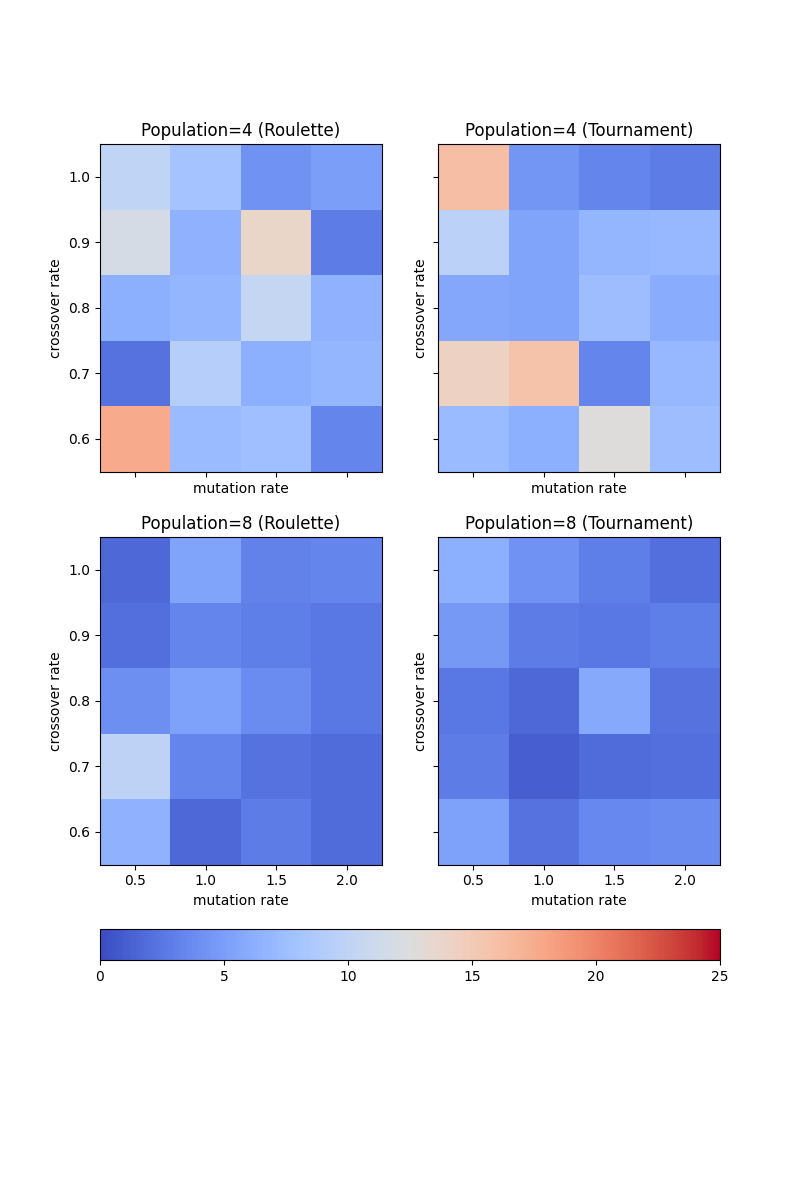 Population=4 (Roulette)
Population=4 (Tournament)
crossover rate
1.0
0.9
0.8
0.7
0.6
mutation rate
crossover rate
mutation rate
Population=8 (Roulette)
Population=8 (Tournament)
crossover rate
1.0
0.9
0.8
0.7
0.6
0.5 1.0 1.5 2.0
mutation rate
crossover rate
0.5 1.0 1.5 2.0
mutation rate
0 5 10 15 20 25